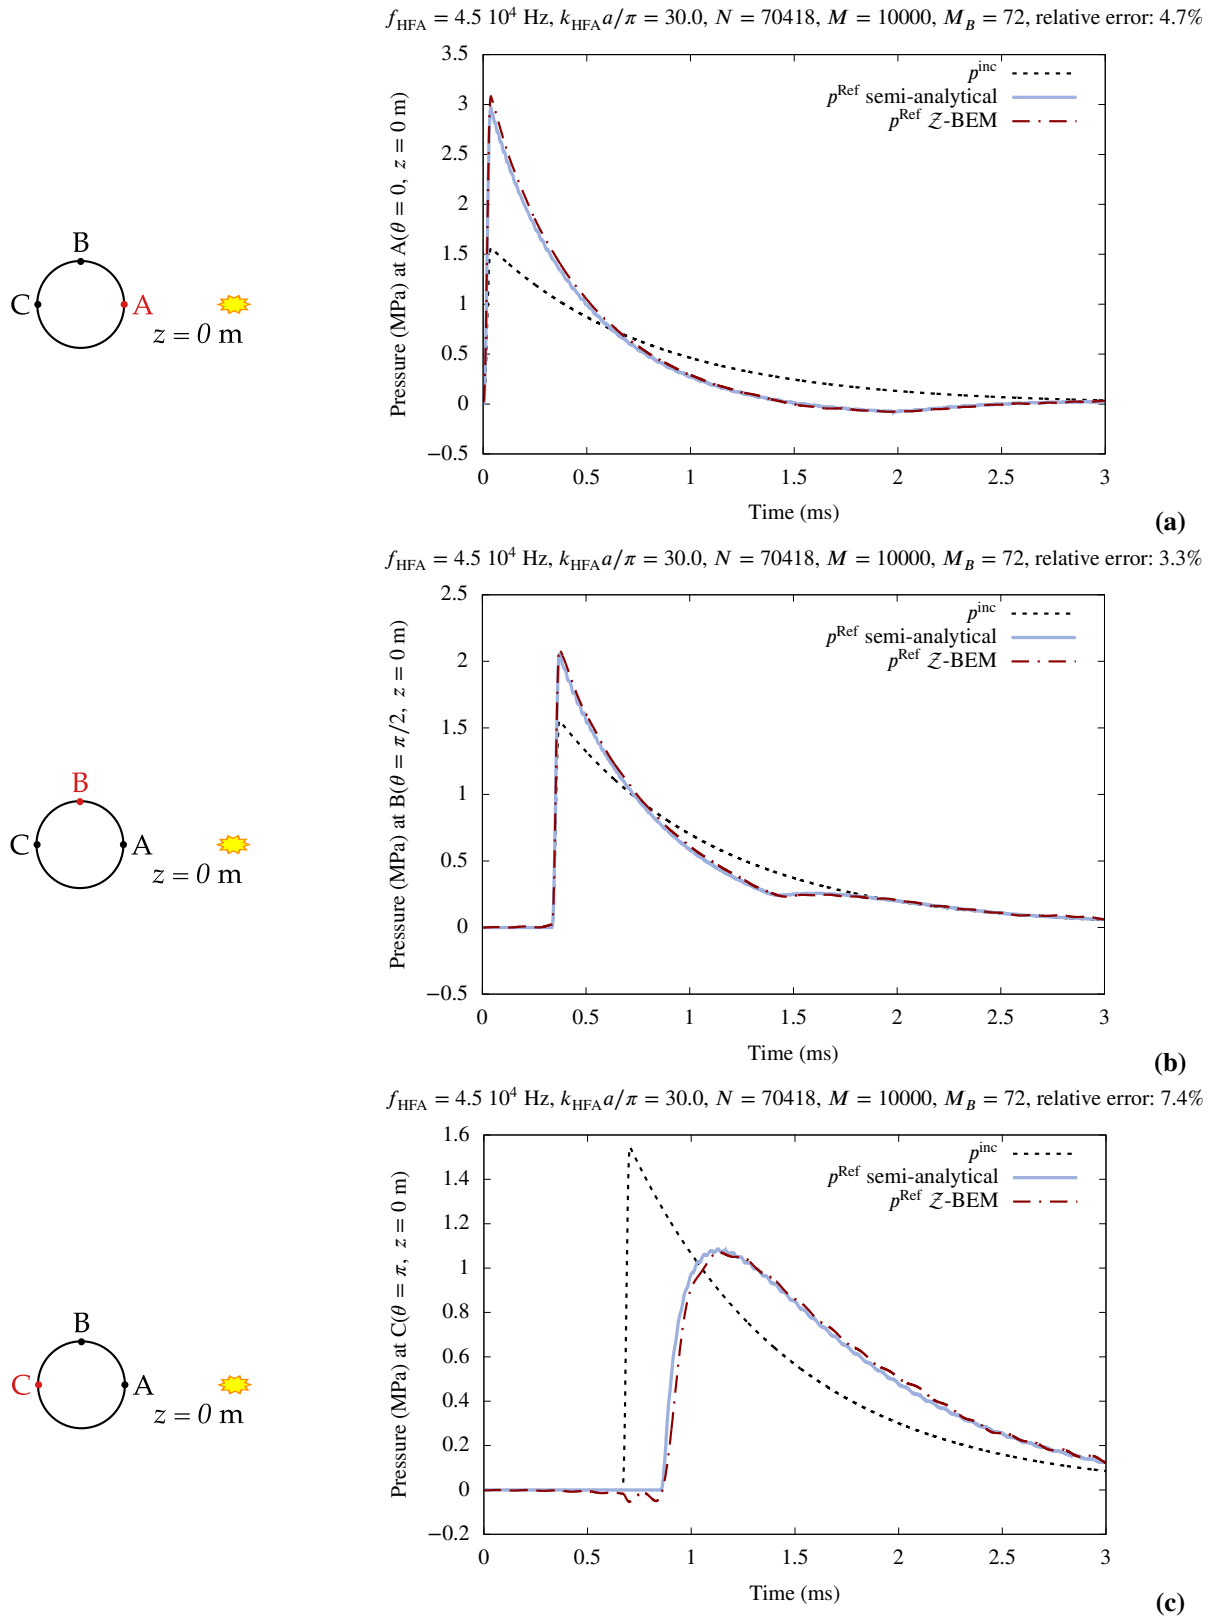 f_HFA = 4.5 10⁴ Hz, k_HFA a/π = 30.0, N = 70418, M = 10000, M_B = 72, relative error: 4.7%
3.5
3
2.5
2
1.5
1
0.5
0
−0.5
Pressure (MPa) at A(θ = 0, z = 0 m)
p^inc
p^Ref semi-analytical
p^Ref 𝒵-BEM
B
C
A
z = 0 m
0 0.5 1 1.5 2 2.5 3
Time (ms)
(a)
f_HFA = 4.5 10⁴ Hz, k_HFA a/π = 30.0, N = 70418, M = 10000, M_B = 72, relative error: 3.3%
2.5
2
1.5
1
0.5
0
−0.5
Pressure (MPa) at B(θ = π/2, z = 0 m)
p^inc
p^Ref semi-analytical
p^Ref 𝒵-BEM
B
C
A
z = 0 m
0 0.5 1 1.5 2 2.5 3
Time (ms)
(b)
f_HFA = 4.5 10⁴ Hz, k_HFA a/π = 30.0, N = 70418, M = 10000, M_B = 72, relative error: 7.4%
1.6
1.4
1.2
1
0.8
0.6
0.4
0.2
0
−0.2
Pressure (MPa) at C(θ = π, z = 0 m)
p^inc
p^Ref semi-analytical
p^Ref 𝒵-BEM
B
C
A
z = 0 m
0 0.5 1 1.5 2 2.5 3
Time (ms)
(c)